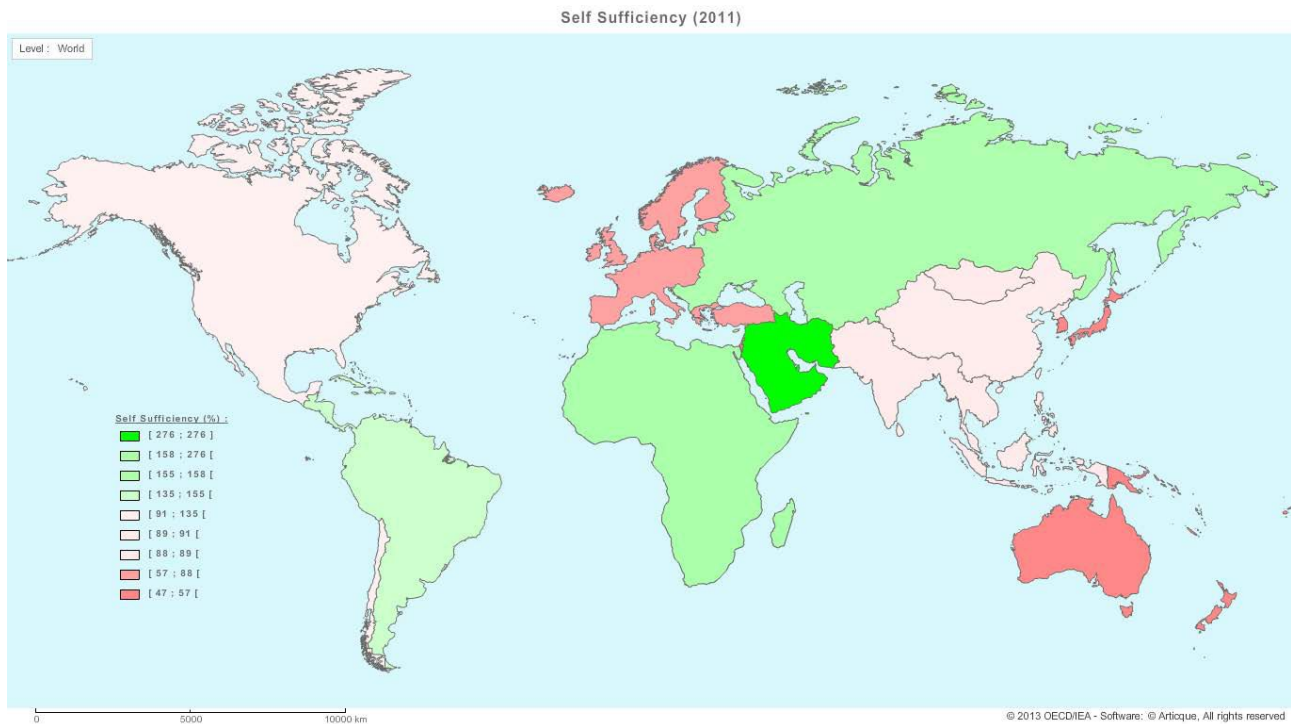 Self Sufficiency (2011)
Level : World
Self Sufficiency (%) :
[ 276 ; 276 ]
[ 158 ; 276 [
[ 155 ; 158 [
[ 135 ; 155 [
[ 91 ; 135 [
[ 89 ; 91 [
[ 88 ; 89 [
[ 57 ; 88 [
[ 47 ; 57 [
0 5000 10000 km
© 2013 OECD/IEA - Software: © Articque, All rights reserved